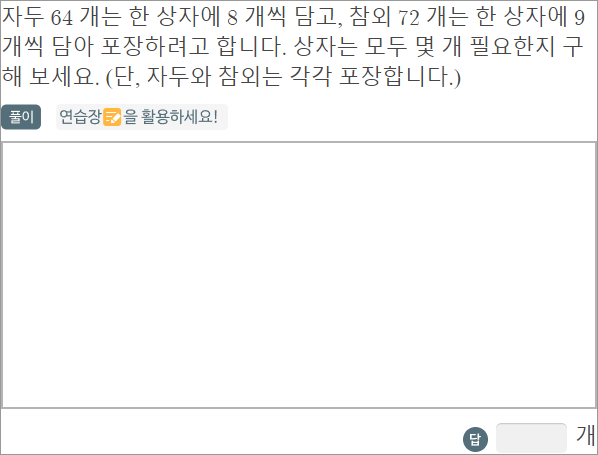 자두 64 개는 한 상자에 8 개씩 담고, 참외 72 개는 한 상자에 9
개씩 담아 포장하려고 합니다. 상자는 모두 몇 개 필요한지 구
해 보세요. (단, 자두와 참외는 각각 포장합니다.)
풀이 연습장을 활용하세요!
답 개